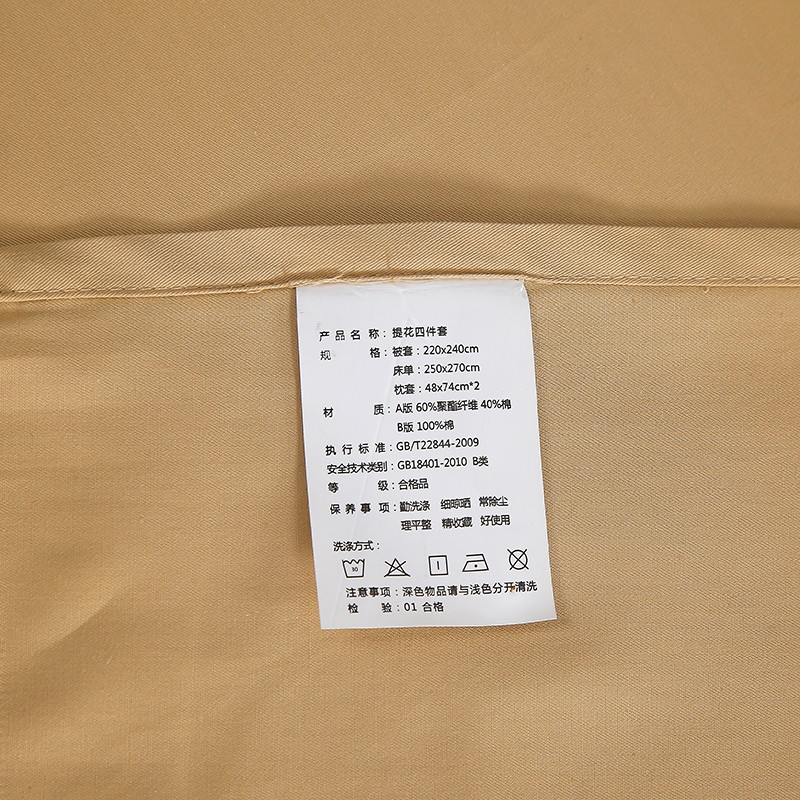 产品名称：提花四件套
规 格：被套：220x240cm
床单：250x270cm
枕套：48x74cm*2
材 质：A版 60%聚酯纤维 40%棉
B版 100%棉
执行标准：GB/T22844-2009
安全技术类别：GB18401-2010 B类
等 级：合格品
保养事项：勤洗涤 细晾晒 常除尘
理平整 精收藏 好使用
洗涤方式：
30
注意事项：深色物品请与浅色分开清洗
检 验：01 合格